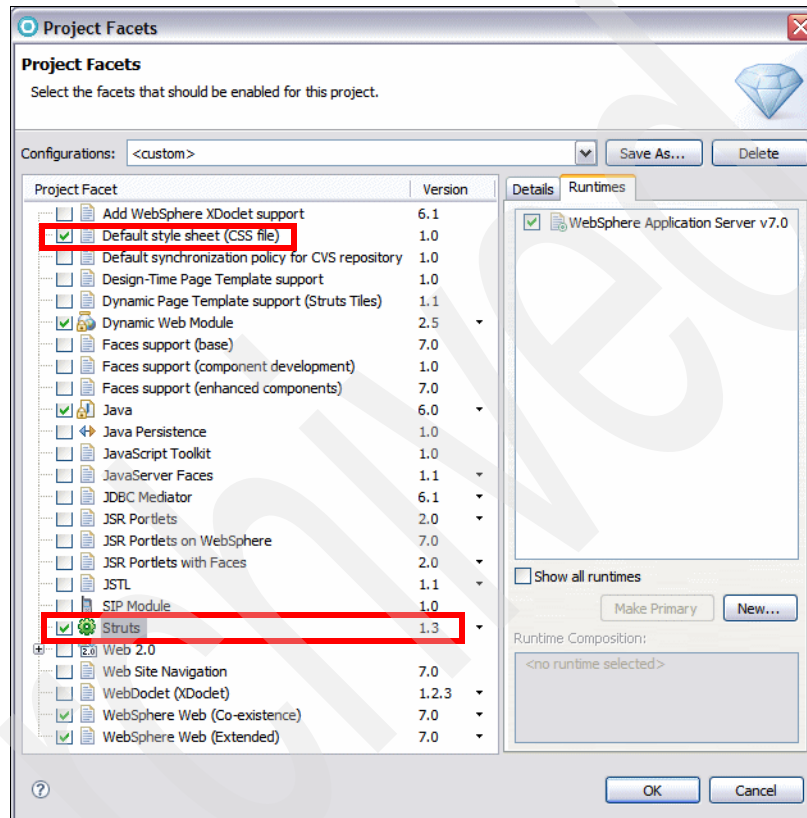 Project Facets
Project Facets
Select the facets that should be enabled for this project.
Configurations: <custom> Save As... Delete
Project Facet Version
Details Runtimes
Add WebSphere XDoclet support 6.1
Default style sheet (CSS file) 1.0
Default synchronization policy for CVS repository 1.0
Design-Time Page Template support 1.0
Dynamic Page Template support (Struts Tiles) 1.1
Dynamic Web Module 2.5
Faces support (base) 7.0
Faces support (component development) 1.0
Faces support (enhanced components) 7.0
Java 6.0
Java Persistence 1.0
JavaScript Toolkit 1.0
JavaServer Faces 1.1
JDBC Mediator 6.1
JSR Portlets 2.0
JSR Portlets on WebSphere 7.0
JSR Portlets with Faces 2.0
JSTL 1.1
SIP Module 1.0
Struts 1.3
2.0 Web 2.0
Web Site Navigation 7.0
WebDoclet (XDoclet) 1.2.3
WebSphere Web (Co-existence) 7.0
WebSphere Web (Extended) 7.0
WebSphere Application Server v7.0
Show all runtimes
Make Primary New...
Runtime Composition:
<no runtime selected>
? OK Cancel